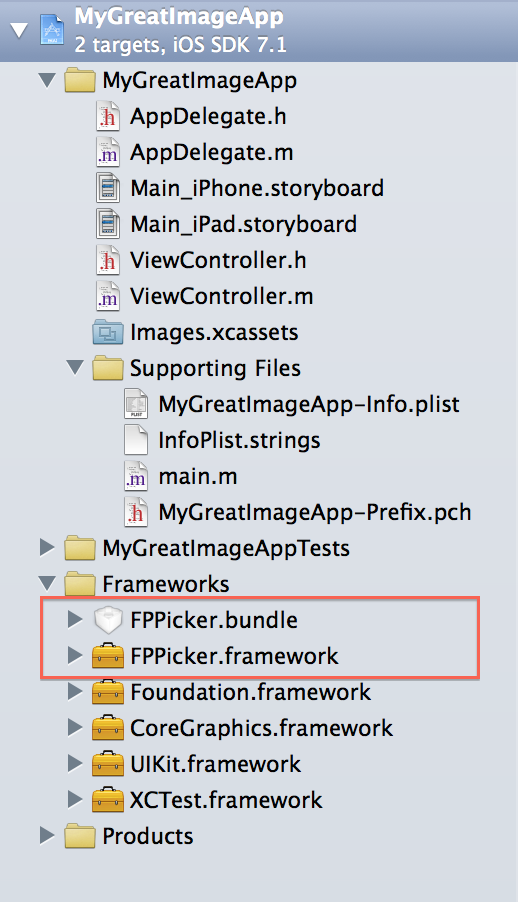 MyGreatImageApp
2 targets, iOS SDK 7.1
MyGreatImageApp
AppDelegate.h
AppDelegate.m
Main_iPhone.storyboard
Main_iPad.storyboard
ViewController.h
ViewController.m
Images.xcassets
Supporting Files
MyGreatImageApp-Info.plist
InfoPlist.strings
main.m
MyGreatImageApp-Prefix.pch
MyGreatImageAppTests
Frameworks
FPPicker.bundle
FPPicker.framework
Foundation.framework
CoreGraphics.framework
UIKit.framework
XCTest.framework
Products